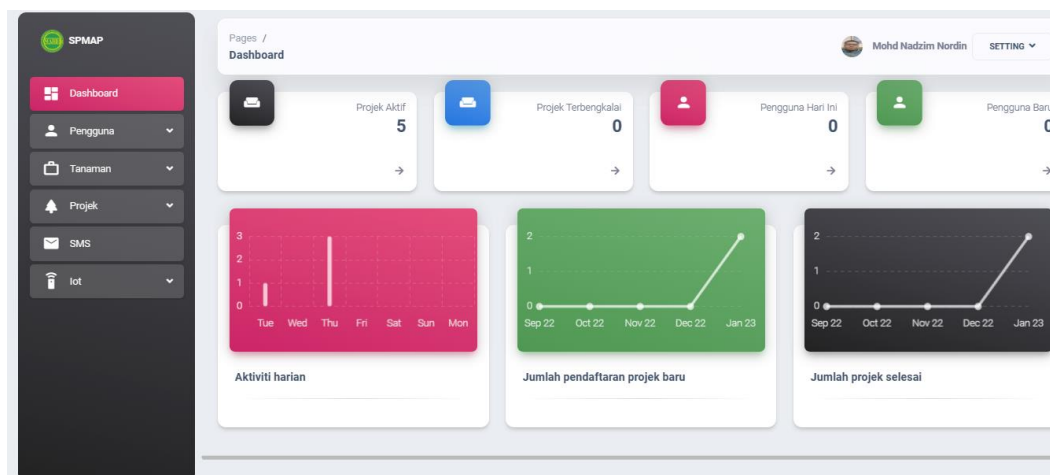 SPMAP
Dashboard
Pengguna
Tanaman
Projek
SMS
Iot
Pages /
Dashboard
Mohd Nadzim Nordin
SETTING
Projek Aktif
5
Projek Terbengkalai
0
Pengguna Hari Ini
0
Pengguna Baru
0
3
2
1
0
Tue Wed Thu Fri Sat Sun Mon
Aktiviti harian
2
1
0
Sep 22 Oct 22 Nov 22 Dec 22 Jan 23
Jumlah pendaftaran projek baru
2
1
0
Sep 22 Oct 22 Nov 22 Dec 22 Jan 23
Jumlah projek selesai